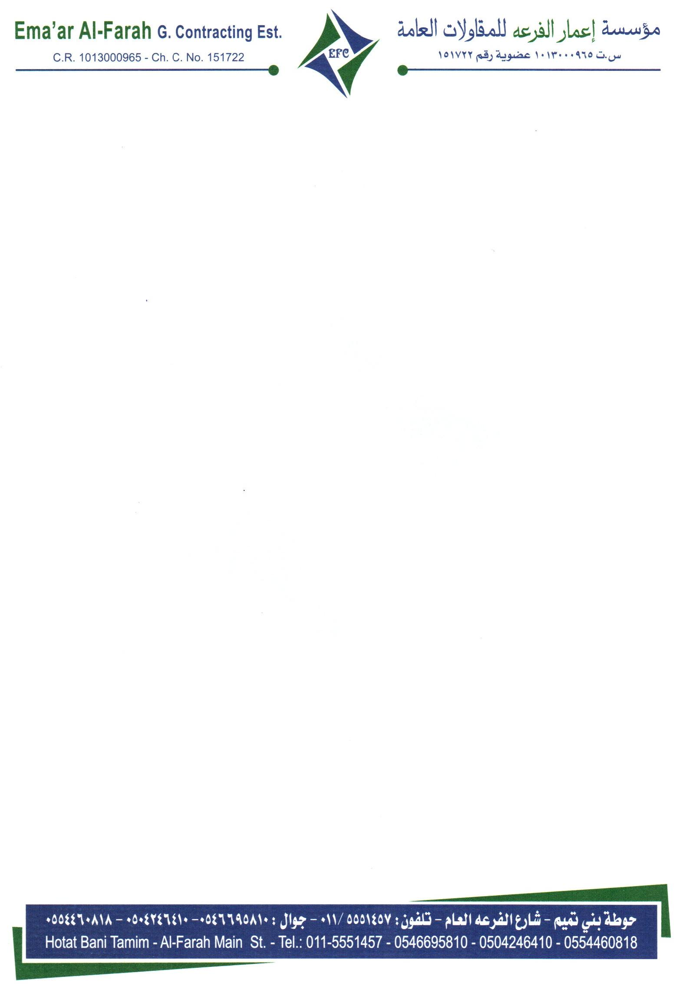 Ema’ar Al-Farah G. Contracting Est.
C.R. 1013000965 - Ch. C. No. 151722
EFC
مؤسسة إعمار الفرعه للمقاولات العامة
س.ت ١٠١٣٠٠٠٩٦٥ عضوية رقم ١٥١٧٢٢
حوطة بني تميم - شارع الفرعه العام - تلفون : ٥٥٥١٤٥٧ /٠١١ - جوال : ٠٥٤٦٦٩٥٨١٠ - ٠٥٠٤٢٤٦٤١٠ - ٠٥٥٤٤٦٠٨١٨
Hotat Bani Tamim - Al-Farah Main St. - Tel.: 011-5551457 - 0546695810 - 0504246410 - 0554460818